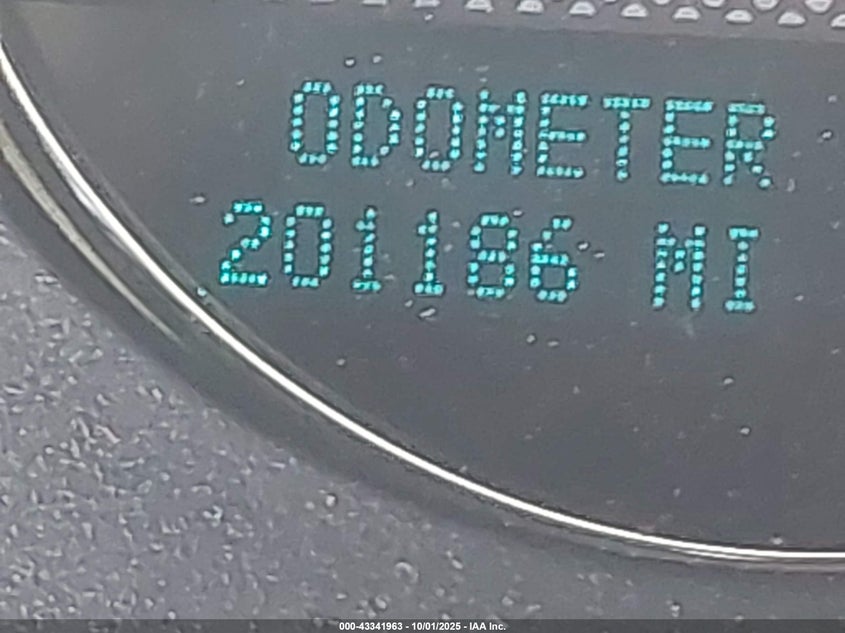 ODOMETER
201186 MI
000-43341963 - 10/01/2025 - IAA Inc.